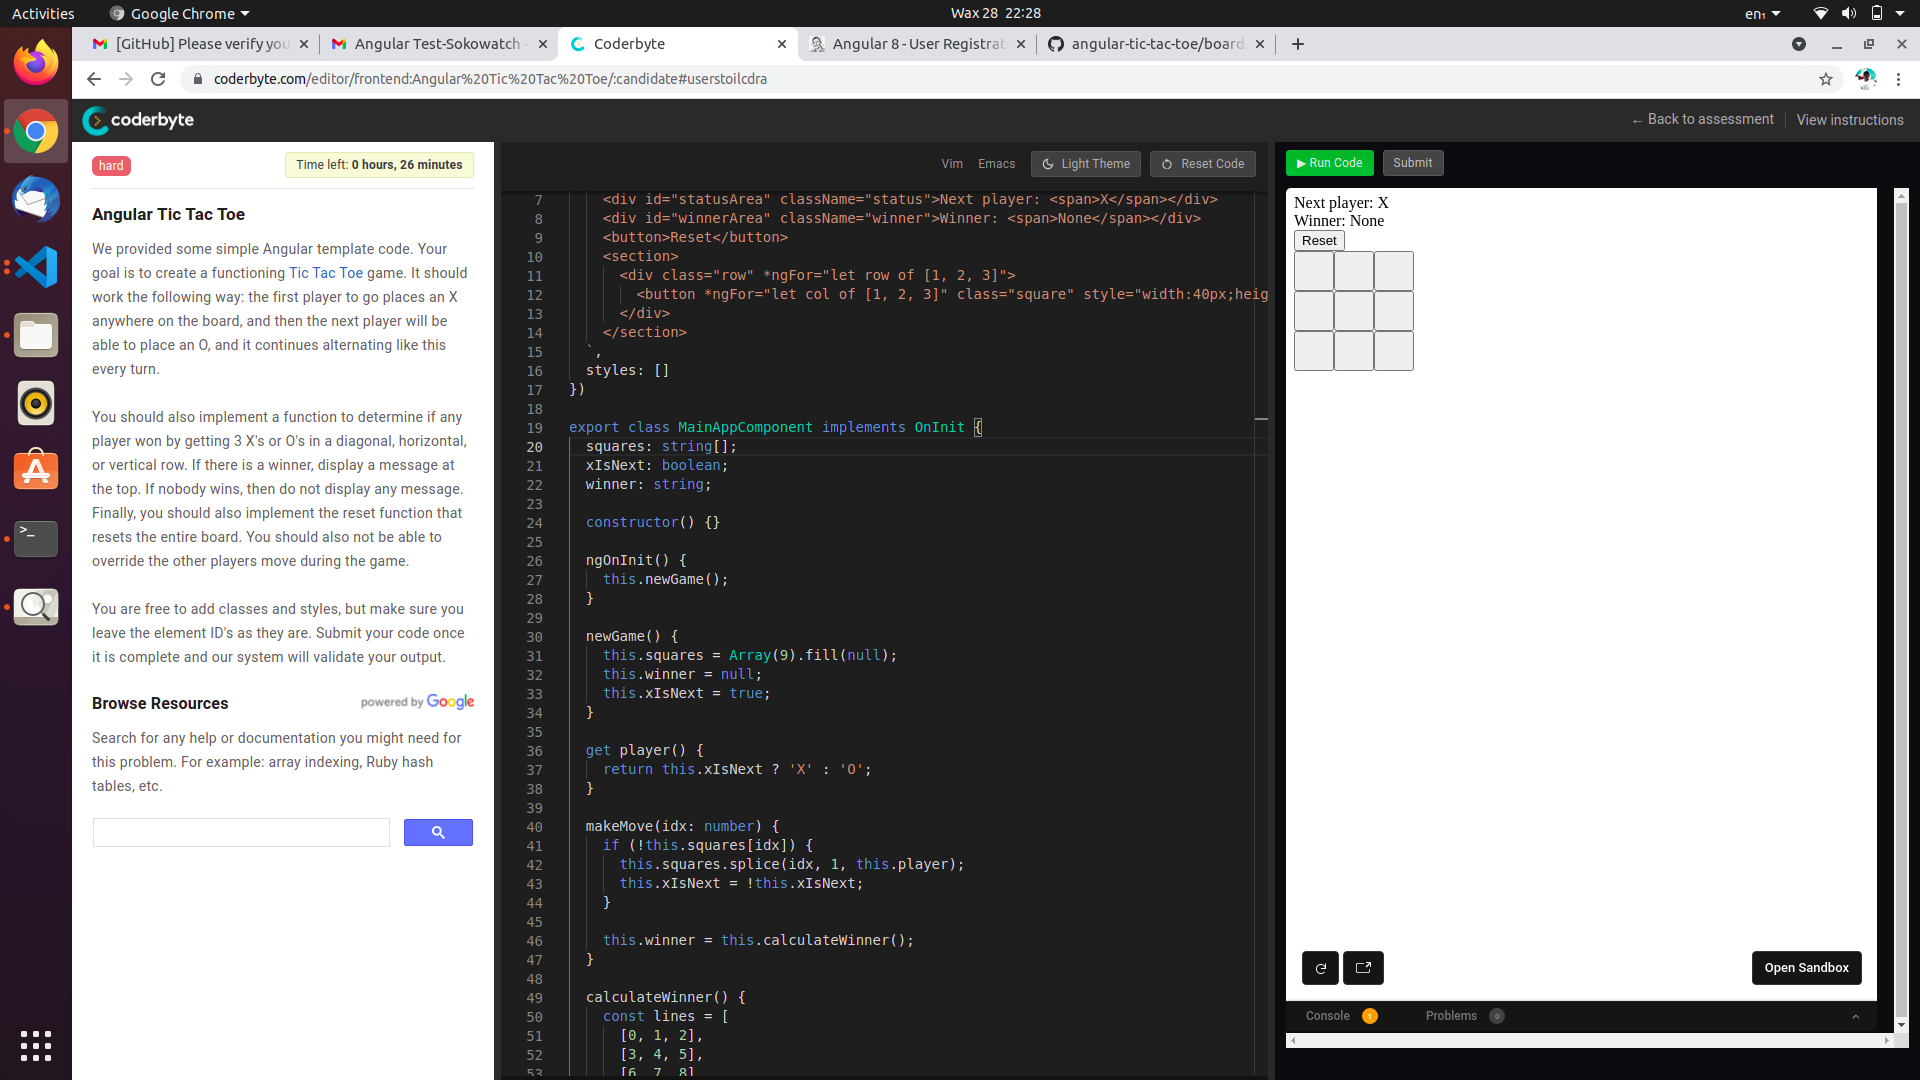 Activities
Google Chrome
Wax 28 22:28
en₁
[GitHub] Please verify you
Angular Test-Sokowatch -
Coderbyte
Angular 8 - User Registrat
angular-tic-tac-toe/board
coderbyte.com/editor/frontend:Angular%20Tic%20Tac%20Toe/:candidate#userstoilcdra
coderbyte
← Back to assessment
View instructions
hard
Time left: 0 hours, 26 minutes
Angular Tic Tac Toe
We provided some simple Angular template code. Your
goal is to create a functioning Tic Tac Toe game. It should
work the following way: the first player to go places an X
anywhere on the board, and then the next player will be
able to place an O, and it continues alternating like this
every turn.
You should also implement a function to determine if any
player won by getting 3 X's or O's in a diagonal, horizontal,
or vertical row. If there is a winner, display a message at
the top. If nobody wins, then do not display any message.
Finally, you should also implement the reset function that
resets the entire board. You should also not be able to
override the other players move during the game.
You are free to add classes and styles, but make sure you
leave the element ID's as they are. Submit your code once
it is complete and our system will validate your output.
Browse Resources
powered by Google
Search for any help or documentation you might need for
this problem. For example: array indexing, Ruby hash
tables, etc.
Vim
Emacs
Light Theme
Reset Code
7 <div id="statusArea" className="status">Next player: <span>X</span></div>
8 <div id="winnerArea" className="winner">Winner: <span>None</span></div>
9 <button>Reset</button>
10 <section>
11 <div class="row" *ngFor="let row of [1, 2, 3]">
12 <button *ngFor="let col of [1, 2, 3]" class="square" style="width:40px;heig
13 </div>
14 </section>
15 `,
16 styles: []
17 })
18
19 export class MainAppComponent implements OnInit {
20 squares: string[];
21 xIsNext: boolean;
22 winner: string;
23
24 constructor() {}
25
26 ngOnInit() {
27 this.newGame();
28 }
29
30 newGame() {
31 this.squares = Array(9).fill(null);
32 this.winner = null;
33 this.xIsNext = true;
34 }
35
36 get player() {
37 return this.xIsNext ? 'X' : 'O';
38 }
39
40 makeMove(idx: number) {
41 if (!this.squares[idx]) {
42 this.squares.splice(idx, 1, this.player);
43 this.xIsNext = !this.xIsNext;
44 }
45
46 this.winner = this.calculateWinner();
47 }
48
49 calculateWinner() {
50 const lines = [
51 [0, 1, 2],
52 [3, 4, 5],
53 [6, 7, 8]
Run Code
Submit
Next player: X
Winner: None
Reset
Open Sandbox
Console 1
Problems 0